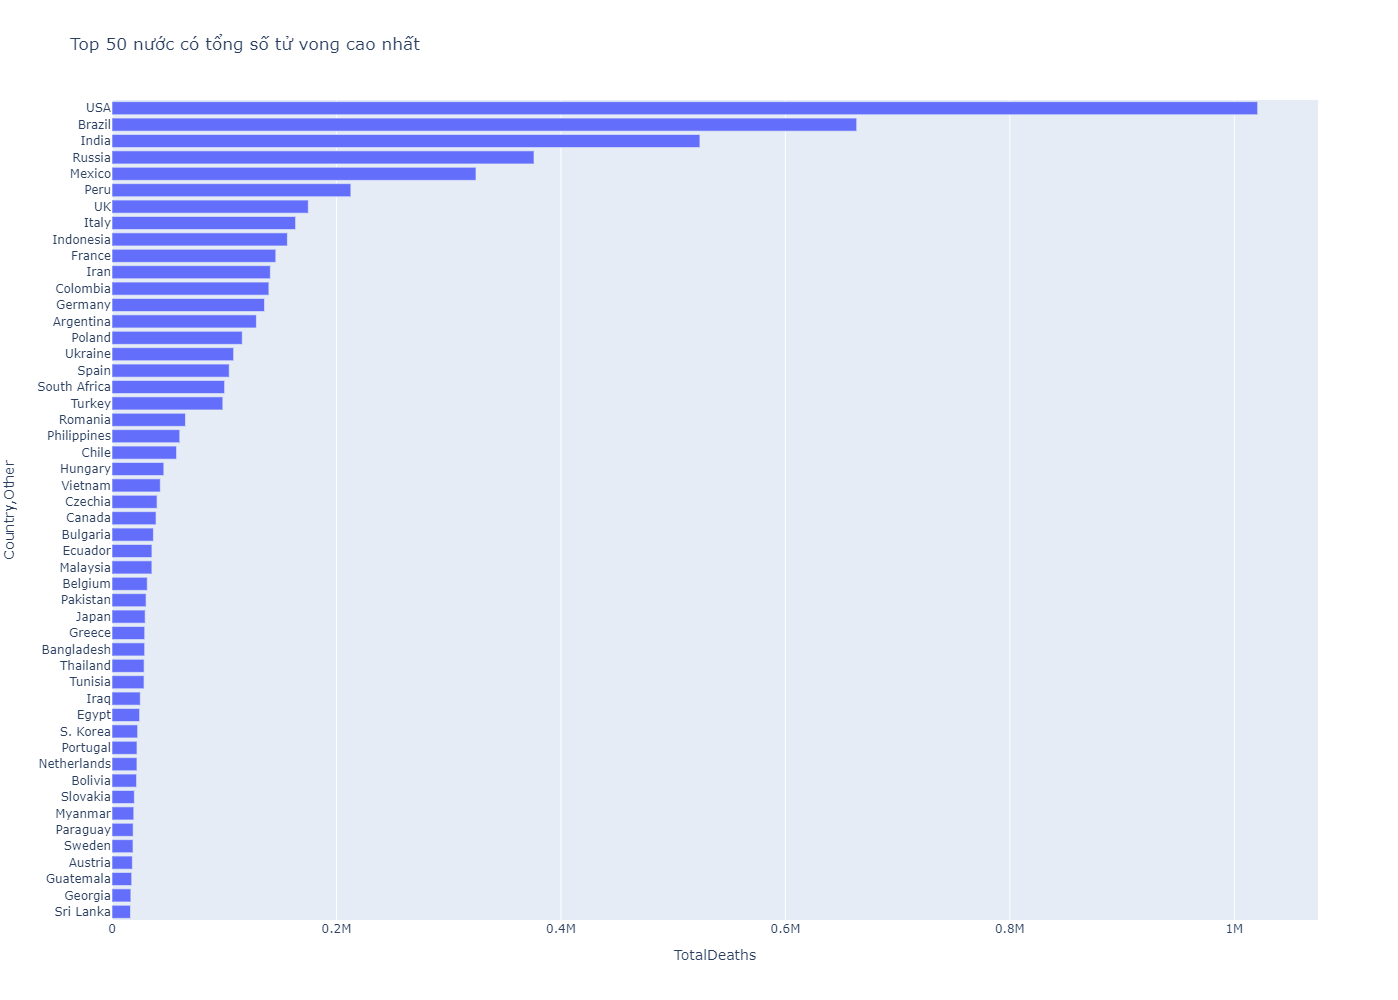 Top 50 nước có tổng số tử vong cao nhất
USA
Brazil
India
Russia
Mexico
Peru
UK
Italy
Indonesia
France
Iran
Colombia
Germany
Argentina
Poland
Ukraine
Spain
South Africa
Turkey
Romania
Philippines
Chile
Hungary
Vietnam
Czechia
Canada
Bulgaria
Ecuador
Malaysia
Belgium
Pakistan
Japan
Greece
Bangladesh
Thailand
Tunisia
Iraq
Egypt
S. Korea
Portugal
Netherlands
Bolivia
Slovakia
Myanmar
Paraguay
Sweden
Austria
Guatemala
Georgia
Sri Lanka
Country,Other
0 0.2M 0.4M 0.6M 0.8M 1M
TotalDeaths